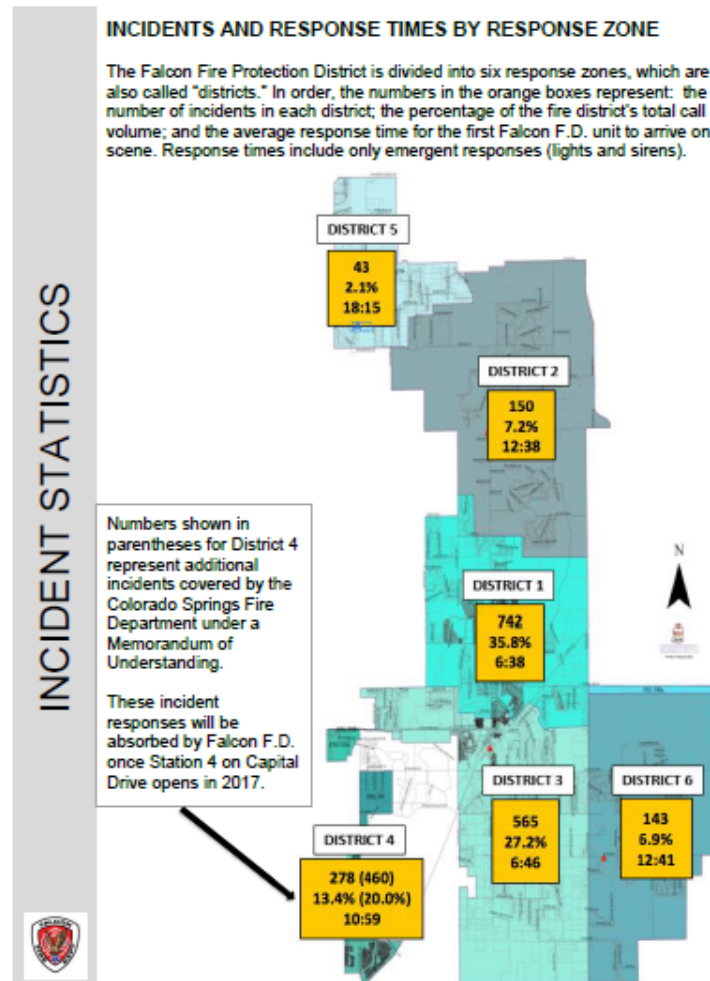 INCIDENTS AND RESPONSE TIMES BY RESPONSE ZONE
The Falcon Fire Protection District is divided into six response zones, which are
also called "districts." In order, the numbers in the orange boxes represent: the
number of incidents in each district; the percentage of the fire district's total call
volume; and the average response time for the first Falcon F.D. unit to arrive on
scene. Response times include only emergent responses (lights and sirens).
INCIDENT STATISTICS
DISTRICT 5
43
2.1%
18:15
DISTRICT 2
150
7.2%
12:38
Numbers shown in
parentheses for District 4
represent additional
incidents covered by the
Colorado Springs Fire
Department under a
Memorandum of
Understanding.
These incident
responses will be
absorbed by Falcon F.D.
once Station 4 on Capital
Drive opens in 2017.
N
DISTRICT 1
742
35.8%
6:38
DISTRICT 3
565
27.2%
6:46
DISTRICT 6
143
6.9%
12:41
DISTRICT 4
278 (460)
13.4% (20.0%)
10:59
FALCON
FIRE
DEPT